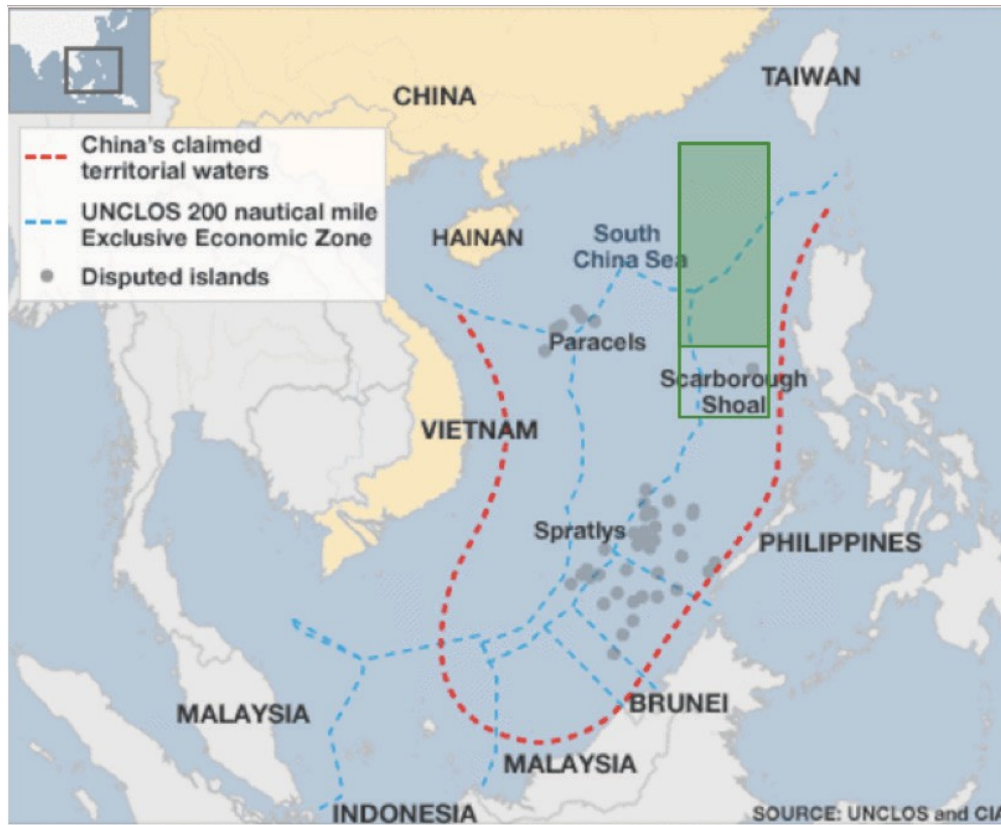 TAIWAN
CHINA
China's claimed
territorial waters
UNCLOS 200 nautical mile
Exclusive Economic Zone
Disputed islands
HAINAN
South
China Sea
Paracels
Scarborough
Shoal
VIETNAM
Spratlys
PHILIPPINES
MALAYSIA
BRUNEI
MALAYSIA
INDONESIA
SOURCE: UNCLOS and CIA